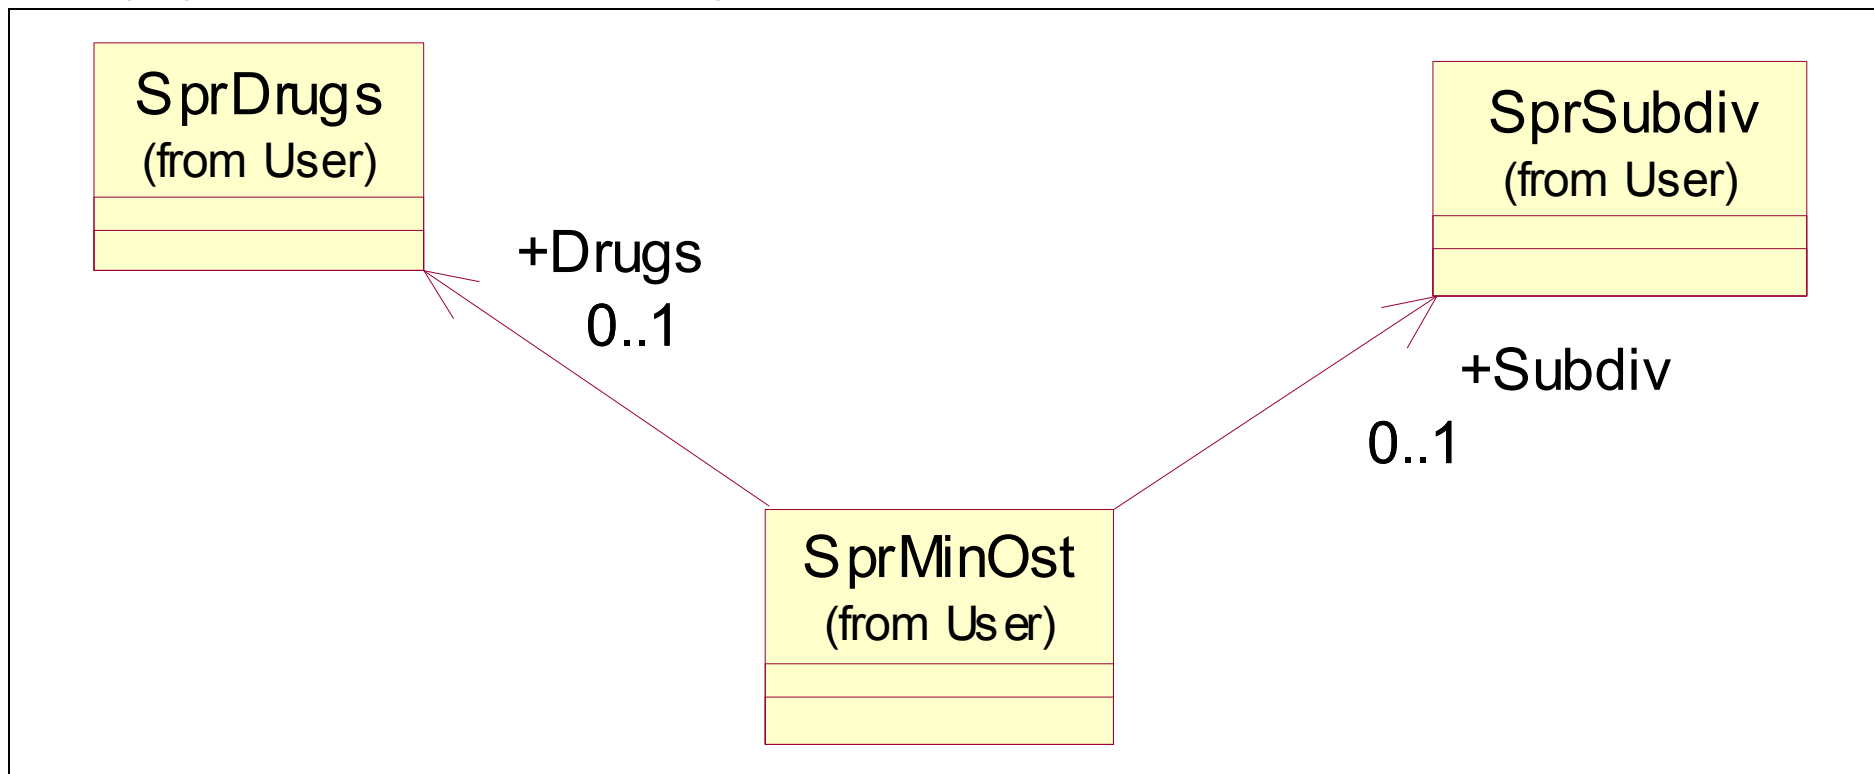 SprDrugs
(from User)
SprSubdiv
(from User)
+Drugs
0..1
+Subdiv
0..1
SprMinOst
(from User)